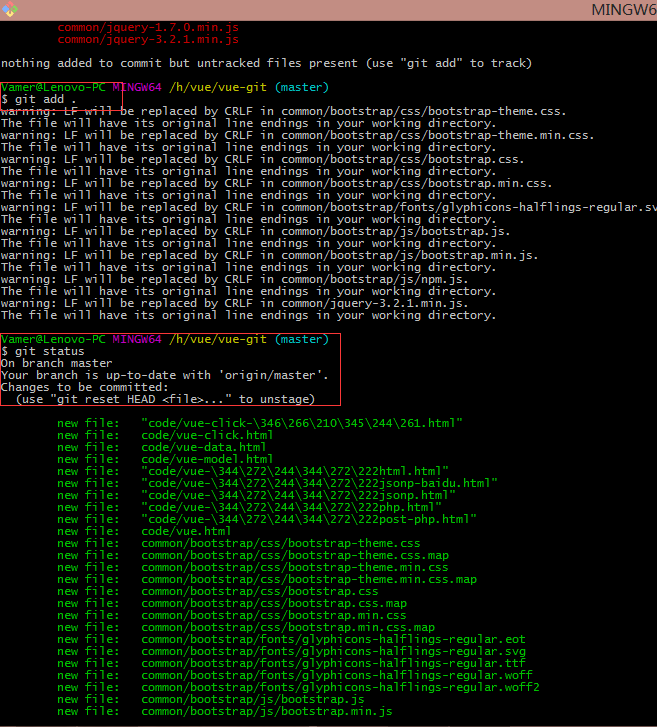 MINGW6
common/jquery-1.7.0.min.js
common/jquery-3.2.1.min.js
nothing added to commit but untracked files present (use "git add" to track)
Vamer@Lenovo-PC MINGW64 /h/vue/vue-git (master)
$ git add .
warning: LF will be replaced by CRLF in common/bootstrap/css/bootstrap-theme.css.
The file will have its original line endings in your working directory.
warning: LF will be replaced by CRLF in common/bootstrap/css/bootstrap-theme.min.css.
The file will have its original line endings in your working directory.
warning: LF will be replaced by CRLF in common/bootstrap/css/bootstrap.css.
The file will have its original line endings in your working directory.
warning: LF will be replaced by CRLF in common/bootstrap/css/bootstrap.min.css.
The file will have its original line endings in your working directory.
warning: LF will be replaced by CRLF in common/bootstrap/fonts/glyphicons-halflings-regular.sv
The file will have its original line endings in your working directory.
warning: LF will be replaced by CRLF in common/bootstrap/js/bootstrap.js.
The file will have its original line endings in your working directory.
warning: LF will be replaced by CRLF in common/bootstrap/js/bootstrap.min.js.
The file will have its original line endings in your working directory.
warning: LF will be replaced by CRLF in common/bootstrap/js/npm.js.
The file will have its original line endings in your working directory.
warning: LF will be replaced by CRLF in common/jquery-3.2.1.min.js.
The file will have its original line endings in your working directory.
Vamer@Lenovo-PC MINGW64 /h/vue/vue-git (master)
$ git status
On branch master
Your branch is up-to-date with 'origin/master'.
Changes to be committed:
(use "git reset HEAD <file>..." to unstage)
new file: "code/vue-click-\346\266\210\345\244\261.html"
new file: code/vue-click.html
new file: code/vue-data.html
new file: code/vue-model.html
new file: "code/vue-\344\272\244\344\272\222html.html"
new file: "code/vue-\344\272\244\344\272\222jsonp-baidu.html"
new file: "code/vue-\344\272\244\344\272\222jsonp.html"
new file: "code/vue-\344\272\244\344\272\222php.html"
new file: "code/vue-\344\272\244\344\272\222post-php.html"
new file: code/vue.html
new file: common/bootstrap/css/bootstrap-theme.css
new file: common/bootstrap/css/bootstrap-theme.css.map
new file: common/bootstrap/css/bootstrap-theme.min.css
new file: common/bootstrap/css/bootstrap-theme.min.css.map
new file: common/bootstrap/css/bootstrap.css
new file: common/bootstrap/css/bootstrap.css.map
new file: common/bootstrap/css/bootstrap.min.css
new file: common/bootstrap/css/bootstrap.min.css.map
new file: common/bootstrap/fonts/glyphicons-halflings-regular.eot
new file: common/bootstrap/fonts/glyphicons-halflings-regular.svg
new file: common/bootstrap/fonts/glyphicons-halflings-regular.ttf
new file: common/bootstrap/fonts/glyphicons-halflings-regular.woff
new file: common/bootstrap/fonts/glyphicons-halflings-regular.woff2
new file: common/bootstrap/js/bootstrap.js
new file: common/bootstrap/js/bootstrap.min.js